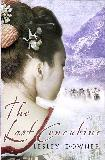 LESLEY DOWNER
The
Last Concubine